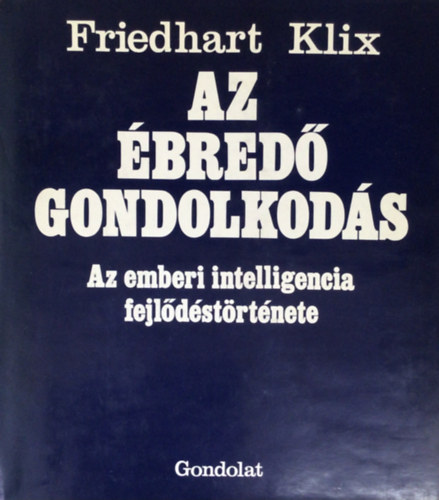 Friedhart Klix
AZ
ÉBREDŐ
GONDOLKODÁS
Az emberi intelligencia
fejlődéstörténete
Gondolat